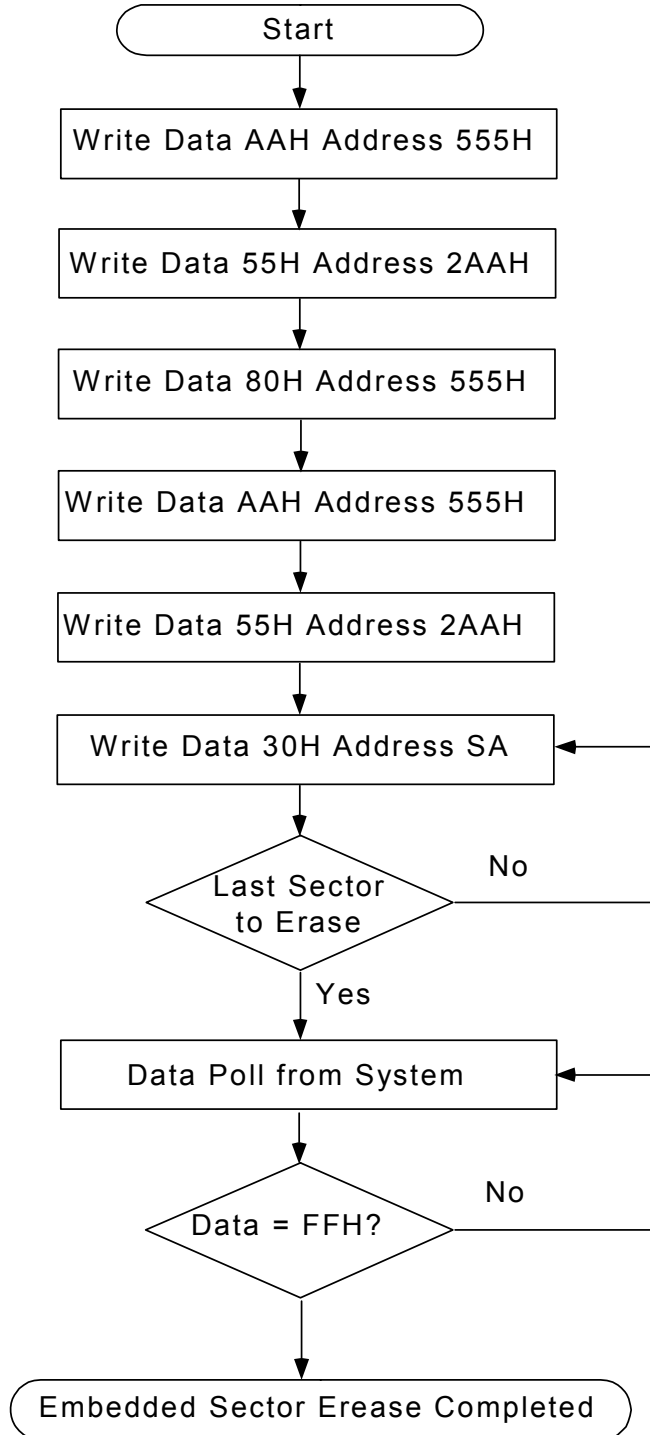 Start
Write Data AAH Address 555H
Write Data 55H Address 2AAH
Write Data 80H Address 555H
Write Data AAH Address 555H
Write Data 55H Address 2AAH
Write Data 30H Address SA
Last Sector
to Erase
No
Yes
Data Poll from System
Data = FFH?
No
Embedded Sector Erease Completed